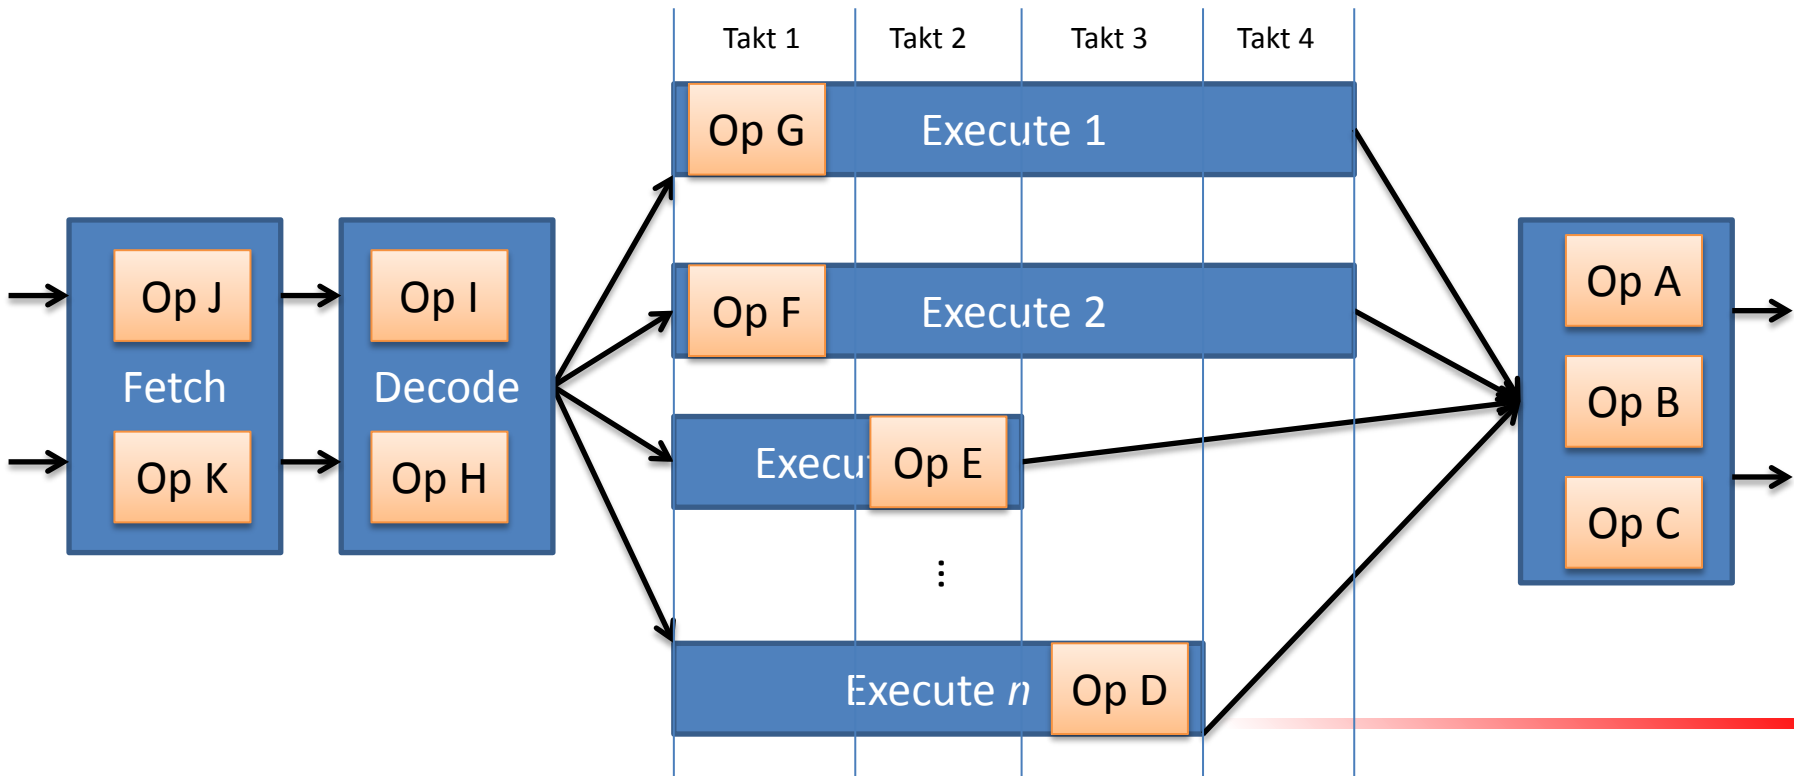 Takt 1
Takt 2
Takt 3
Takt 4
Op G
Execute 1
Op J
Op I
Op A
Op F
Execute 2
Fetch
Decode
Op B
Op K
Op H
Execut
Op E
Op C
...
Execute n
Op D